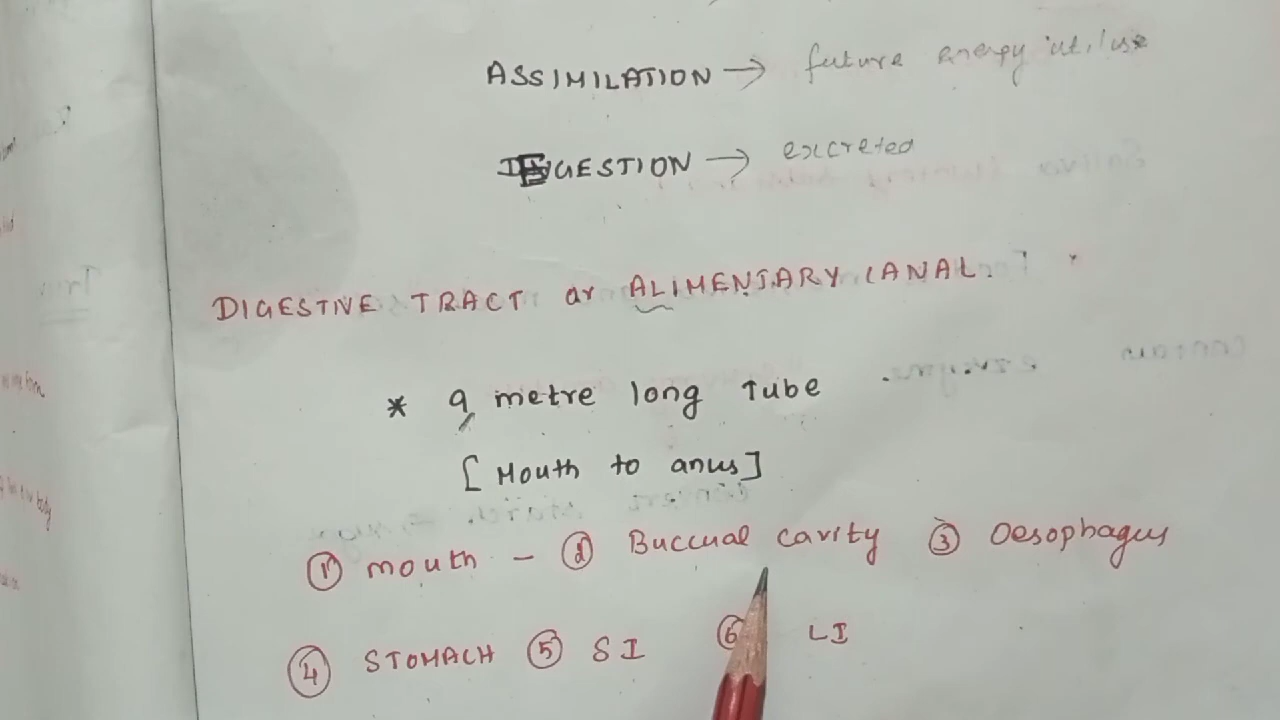 ASSIMILATION → future energy utilise
EGESTION → excreted
DIGESTIVE TRACT or ALIMENTARY CANAL.
* 9 metre long Tube
[Mouth to anus]
① mouth - ② Buccual cavity ③ Oesophagus
④ STOMACH ⑤ SI ⑥ LI